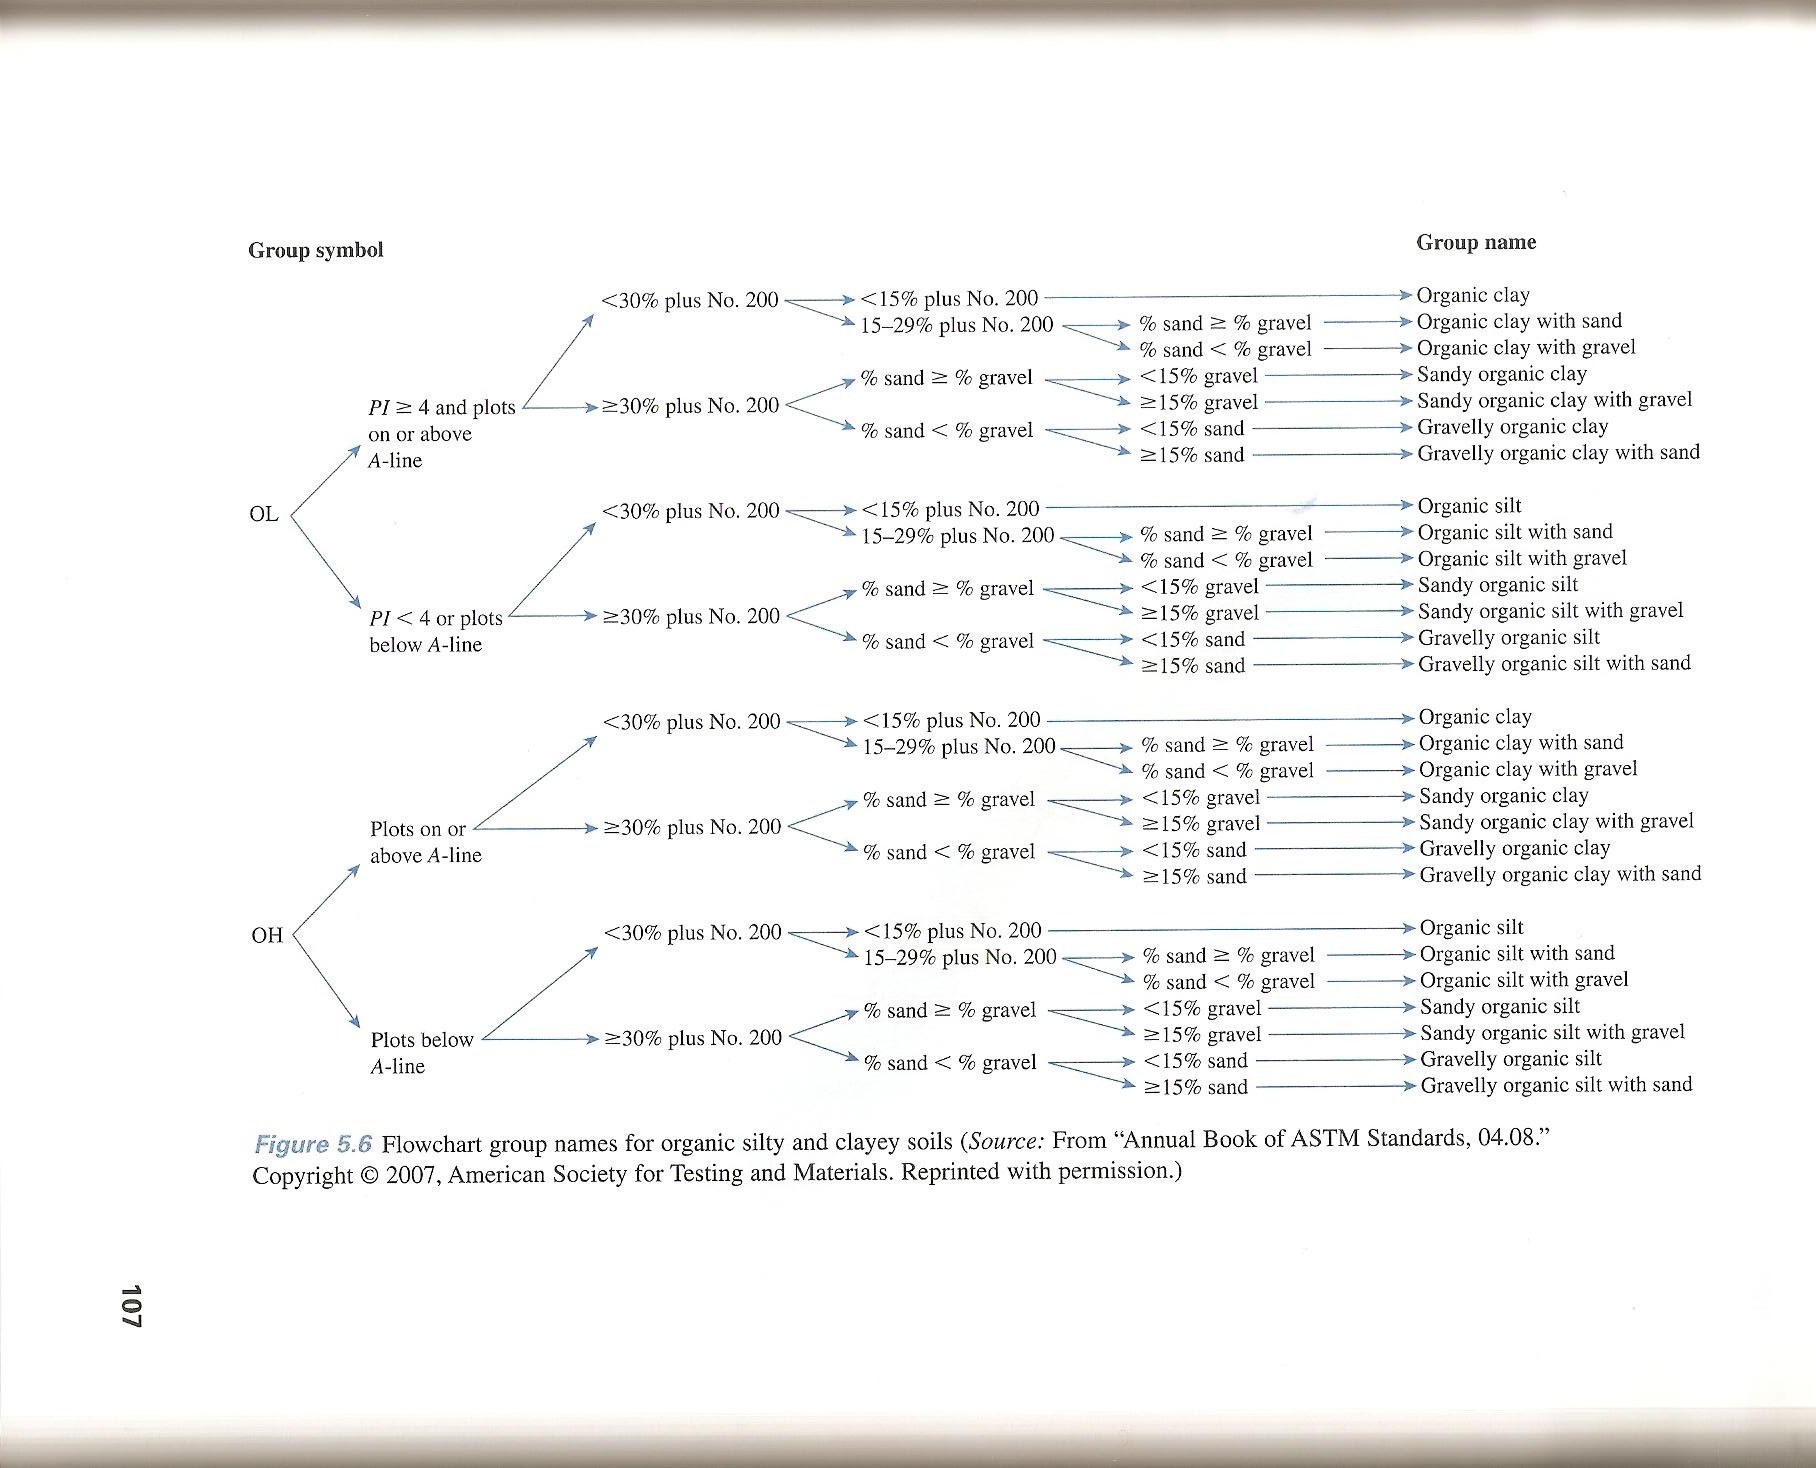 Group symbol
Group name
<30% plus No. 200
<15% plus No. 200
Organic clay
15–29% plus No. 200
% sand ≥ % gravel
Organic clay with sand
% sand < % gravel
Organic clay with gravel
PI ≥ 4 and plots
on or above
A-line
≥30% plus No. 200
% sand ≥ % gravel
<15% gravel
Sandy organic clay
≥15% gravel
Sandy organic clay with gravel
% sand < % gravel
<15% sand
Gravelly organic clay
≥15% sand
Gravelly organic clay with sand
OL
<30% plus No. 200
<15% plus No. 200
Organic silt
15–29% plus No. 200
% sand ≥ % gravel
Organic silt with sand
% sand < % gravel
Organic silt with gravel
PI < 4 or plots
below A-line
≥30% plus No. 200
% sand ≥ % gravel
<15% gravel
Sandy organic silt
≥15% gravel
Sandy organic silt with gravel
% sand < % gravel
<15% sand
Gravelly organic silt
≥15% sand
Gravelly organic silt with sand
<30% plus No. 200
<15% plus No. 200
Organic clay
15–29% plus No. 200
% sand ≥ % gravel
Organic clay with sand
% sand < % gravel
Organic clay with gravel
Plots on or
above A-line
≥30% plus No. 200
% sand ≥ % gravel
<15% gravel
Sandy organic clay
≥15% gravel
Sandy organic clay with gravel
% sand < % gravel
<15% sand
Gravelly organic clay
≥15% sand
Gravelly organic clay with sand
OH
<30% plus No. 200
<15% plus No. 200
Organic silt
15–29% plus No. 200
% sand ≥ % gravel
Organic silt with sand
% sand < % gravel
Organic silt with gravel
Plots below
A-line
≥30% plus No. 200
% sand ≥ % gravel
<15% gravel
Sandy organic silt
≥15% gravel
Sandy organic silt with gravel
% sand < % gravel
<15% sand
Gravelly organic silt
≥15% sand
Gravelly organic silt with sand
Figure 5.6 Flowchart group names for organic silty and clayey soils (Source: From “Annual Book of ASTM Standards, 04.08.”
Copyright © 2007, American Society for Testing and Materials. Reprinted with permission.)
107